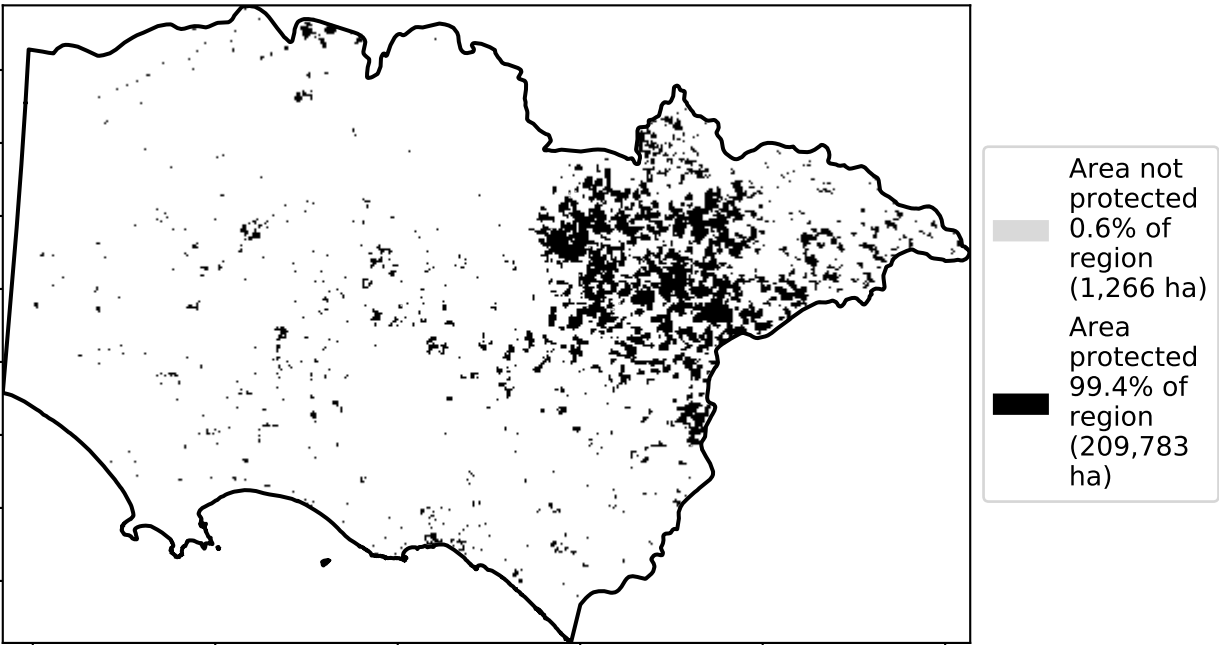 Area not
protected
0.6% of
region
(1,266 ha)
Area
protected
99.4% of
region
(209,783
ha)